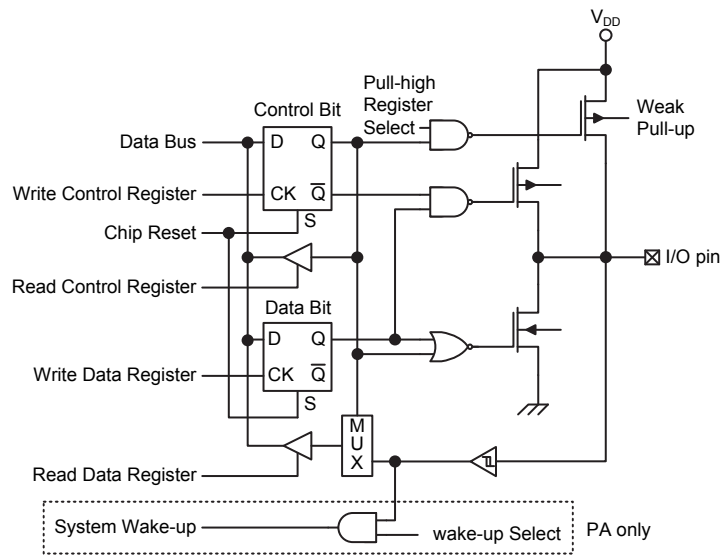 V_DD
Pull-high
Register
Select
Weak
Pull-up
Control Bit
Data Bus
D
Q
Write Control Register
CK
Q̅
S
Chip Reset
I/O pin
Read Control Register
Data Bit
D
Q
Write Data Register
CK
Q̅
S
M
U
X
Read Data Register
System Wake-up
wake-up Select
PA only